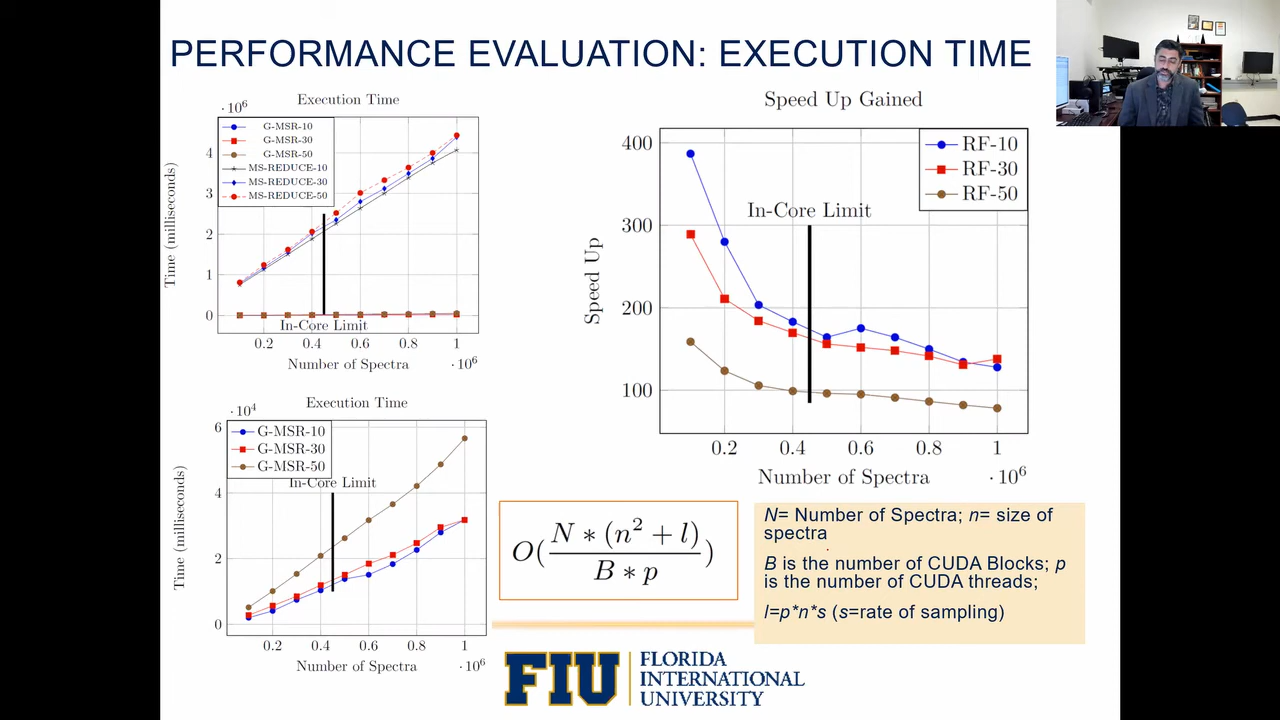 PERFORMANCE EVALUATION: EXECUTION TIME
Execution Time
· 10⁶
G-MSR-10
G-MSR-30
G-MSR-50
MS-REDUCE-10
MS-REDUCE-30
MS-REDUCE-50
4
3
2
1
0
Time (milliseconds)
In-Core Limit
0.2 0.4 0.6 0.8 1
Number of Spectra · 10⁶
Execution Time
· 10⁴
G-MSR-10
G-MSR-30
G-MSR-50
In-Core Limit
6
4
2
0
Time (milliseconds)
0.2 0.4 0.6 0.8 1
Number of Spectra · 10⁶
Speed Up Gained
RF-10
RF-30
RF-50
In-Core Limit
400
300
200
100
Speed Up
0.2 0.4 0.6 0.8 1
Number of Spectra · 10⁶
O(N * (n² + l) / B * p)
N= Number of Spectra; n= size of
spectra
B is the number of CUDA Blocks; p
is the number of CUDA threads;
l=p*n*s (s=rate of sampling)
FIU
FLORIDA
INTERNATIONAL
UNIVERSITY